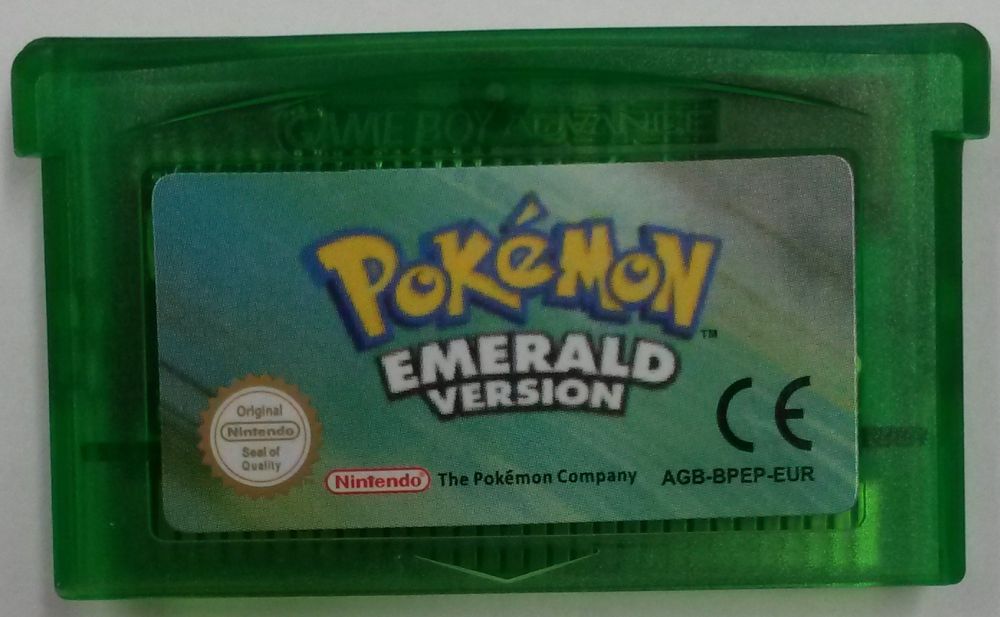 GAME BOY ADVANCE
POKéMON
™
EMERALD
VERSION
CE
Original
Nintendo
Seal of
Quality
Nintendo The Pokémon Company AGB-BPEP-EUR